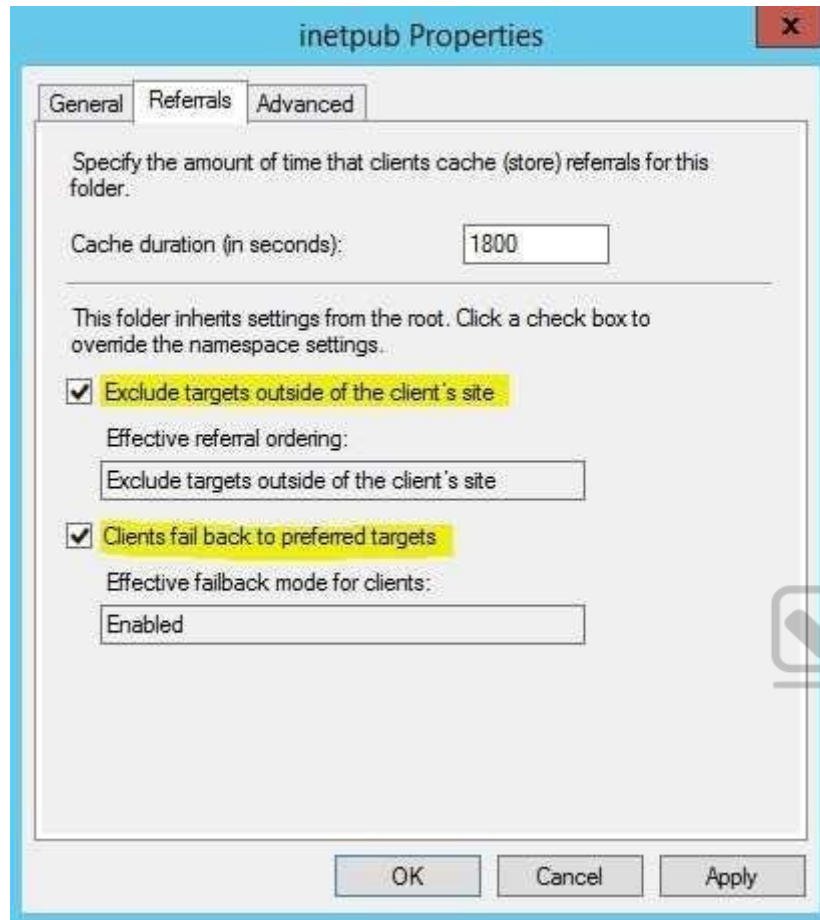 inetpub Properties
x
General Referrals Advanced
Specify the amount of time that clients cache (store) referrals for this
folder.
Cache duration (in seconds): 1800
This folder inherits settings from the root. Click a check box to
override the namespace settings.
Exclude targets outside of the client's site
Effective referral ordering:
Exclude targets outside of the client's site
Clients fail back to preferred targets
Effective failback mode for clients:
Enabled
OK Cancel Apply